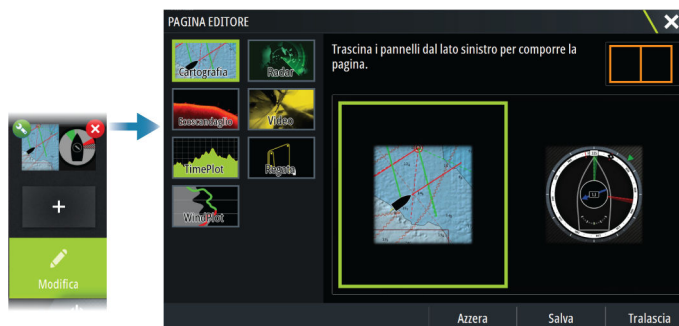 PAGINA EDITORE
Trascina i pannelli dal lato sinistro per comporre la
pagina.
Cartografia
Radar
Ecoscandaglio
Video
TimePlot
Regata
WindPlot
+
Modifica
Azzera
Salva
Tralascia